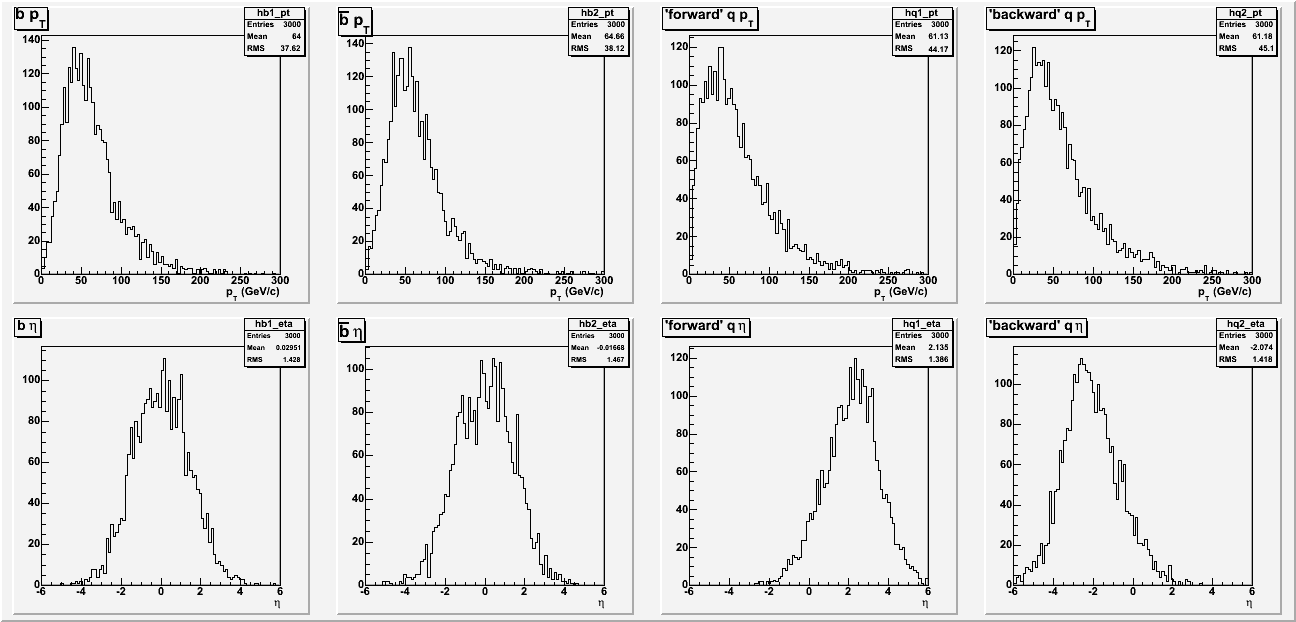 b p_T
hb1_pt
Entries 3000
Mean 64
RMS 37.62
140
120
100
80
60
40
20
0
0 50 100 150 200 250 300
p_T (GeV/c)
b̅ p_T
hb2_pt
Entries 3000
Mean 64.66
RMS 38.12
140
120
100
80
60
40
20
0
0 50 100 150 200 250 300
p_T (GeV/c)
'forward' q p_T
hq1_pt
Entries 3000
Mean 61.13
RMS 44.17
120
100
80
60
40
20
0
0 50 100 150 200 250 300
p_T (GeV/c)
'backward' q p_T
hq2_pt
Entries 3000
Mean 61.18
RMS 45.1
120
100
80
60
40
20
0
0 50 100 150 200 250 300
p_T (GeV/c)
b η
hb1_eta
Entries 3000
Mean 0.02951
RMS 1.428
100
80
60
40
20
0
-6 -4 -2 0 2 4 6
η
b̅ η
hb2_eta
Entries 3000
Mean -0.01668
RMS 1.467
100
80
60
40
20
0
-6 -4 -2 0 2 4 6
η
'forward' q η
hq1_eta
Entries 3000
Mean 2.135
RMS 1.386
120
100
80
60
40
20
0
-6 -4 -2 0 2 4 6
η
'backward' q η
hq2_eta
Entries 3000
Mean -2.074
RMS 1.418
100
80
60
40
20
0
-6 -4 -2 0 2 4 6
η